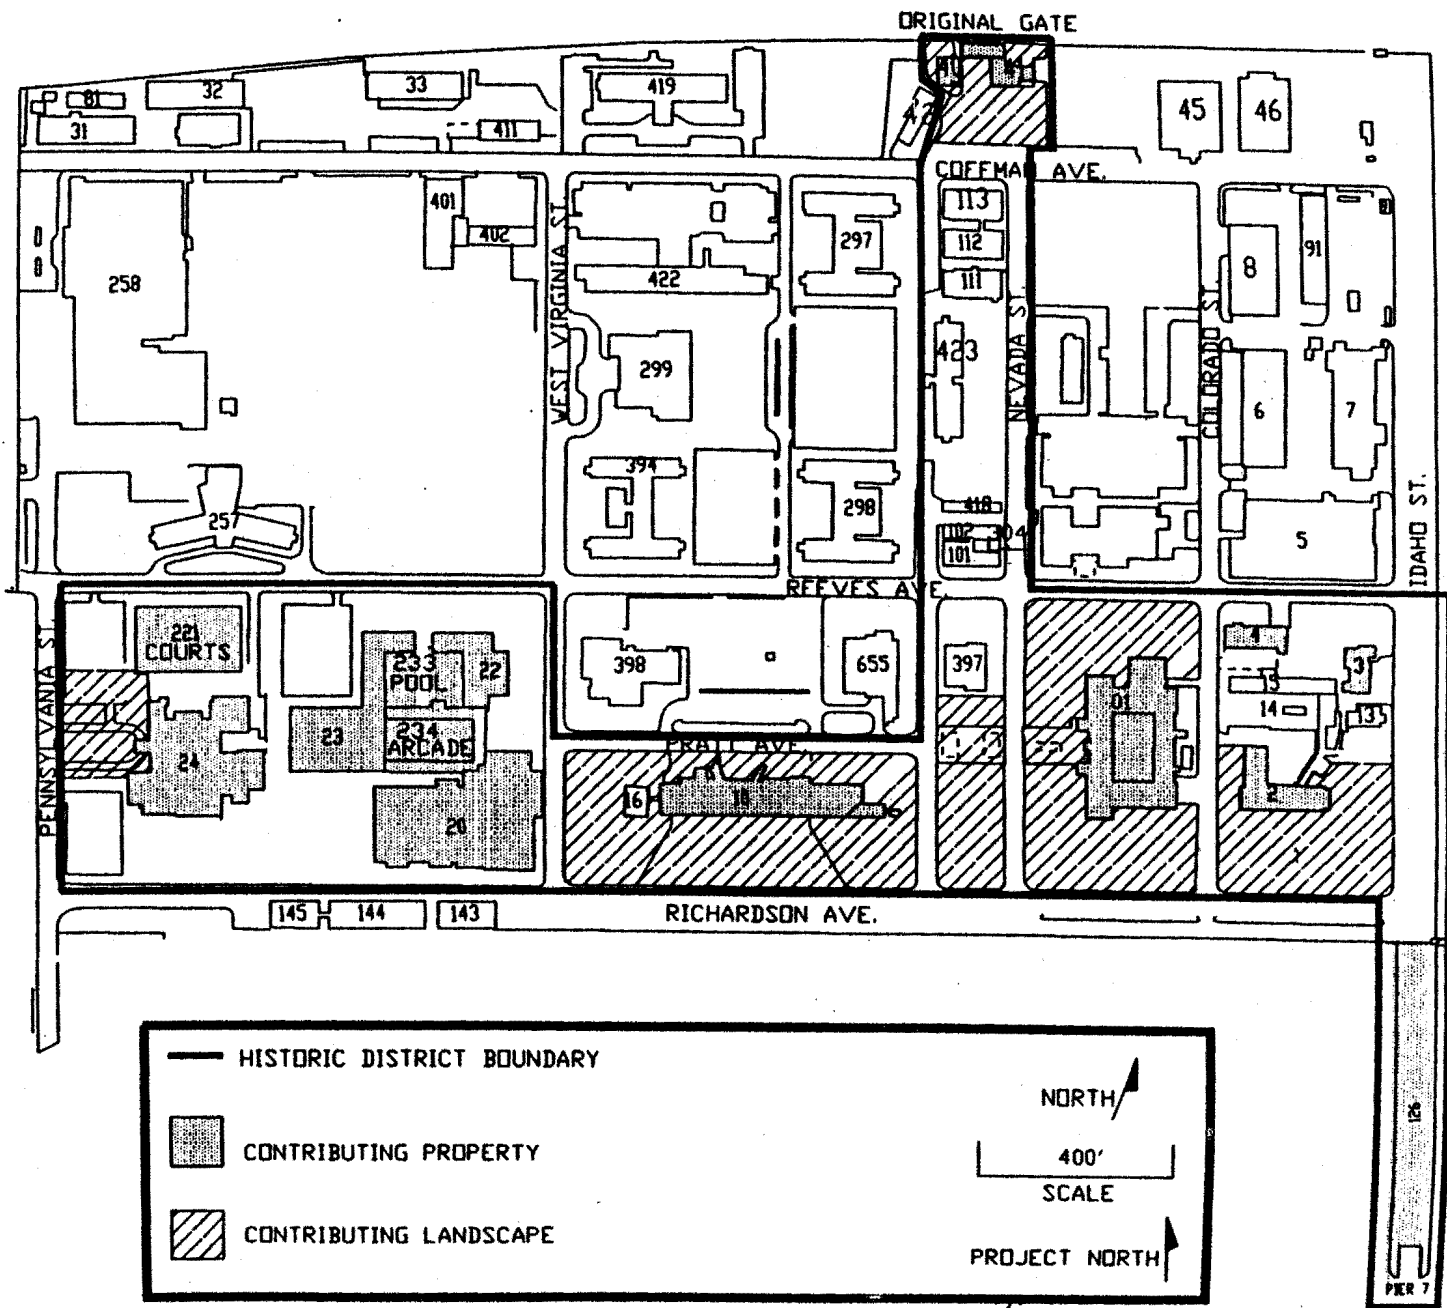 ORIGINAL GATE
81
32
33
419
31
411
42
45
46
COFFMAN AVE.
401
402
113
112
111
297
258
422
8
91
WEST VIRGINIA ST.
299
423
NEVADA ST.
COLORADO ST.
6
7
394
298
257
418
102
304
101
5
IDAHO ST.
REEVES AVE.
PENNSYLVANIA ST.
221
COURTS
233
POOL
22
398
655
397
4
3
15
14
135
23
234
ARCADE
24
PRATT AVE.
16
2
20
145
144
143
RICHARDSON AVE.
HISTORIC DISTRICT BOUNDARY
NORTH
CONTRIBUTING PROPERTY
400'
SCALE
CONTRIBUTING LANDSCAPE
PROJECT NORTH
126
PIER 7